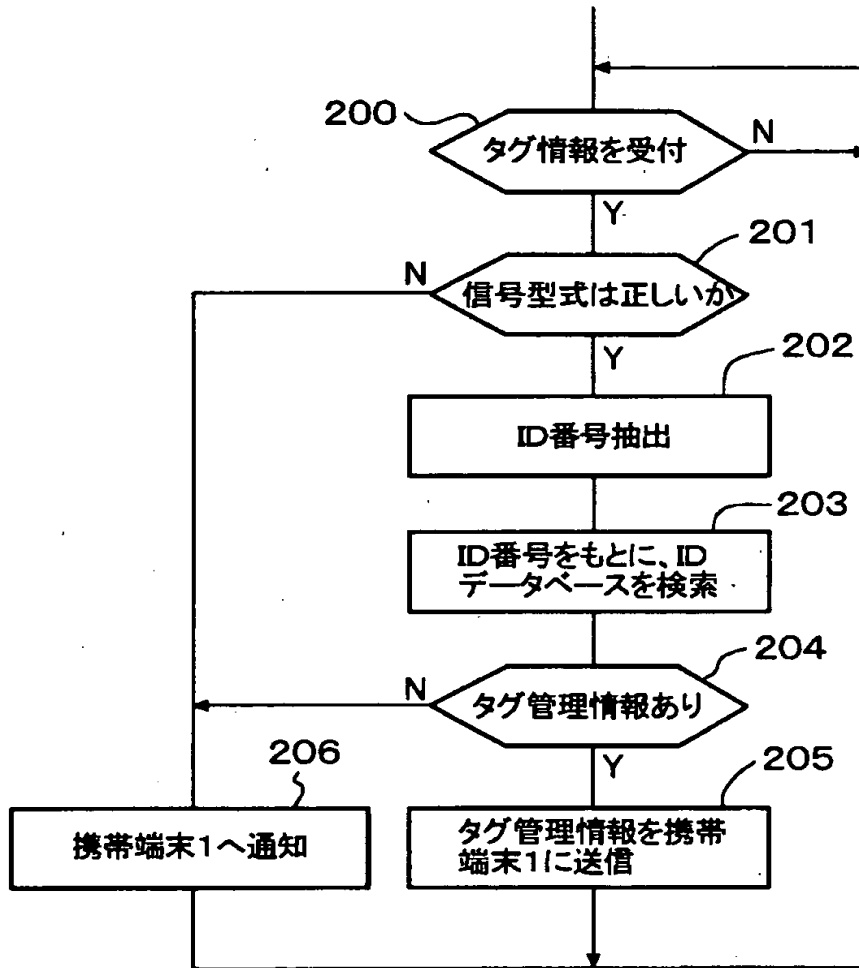 200
タグ情報を受付
N
Y
201
N
信号型式は正しいか
Y
202
ID番号抽出
203
ID番号をもとに、ID
データベースを検索
204
N
タグ管理情報あり
Y
206
205
携帯端末1へ通知
タグ管理情報を携帯
端末1に送信